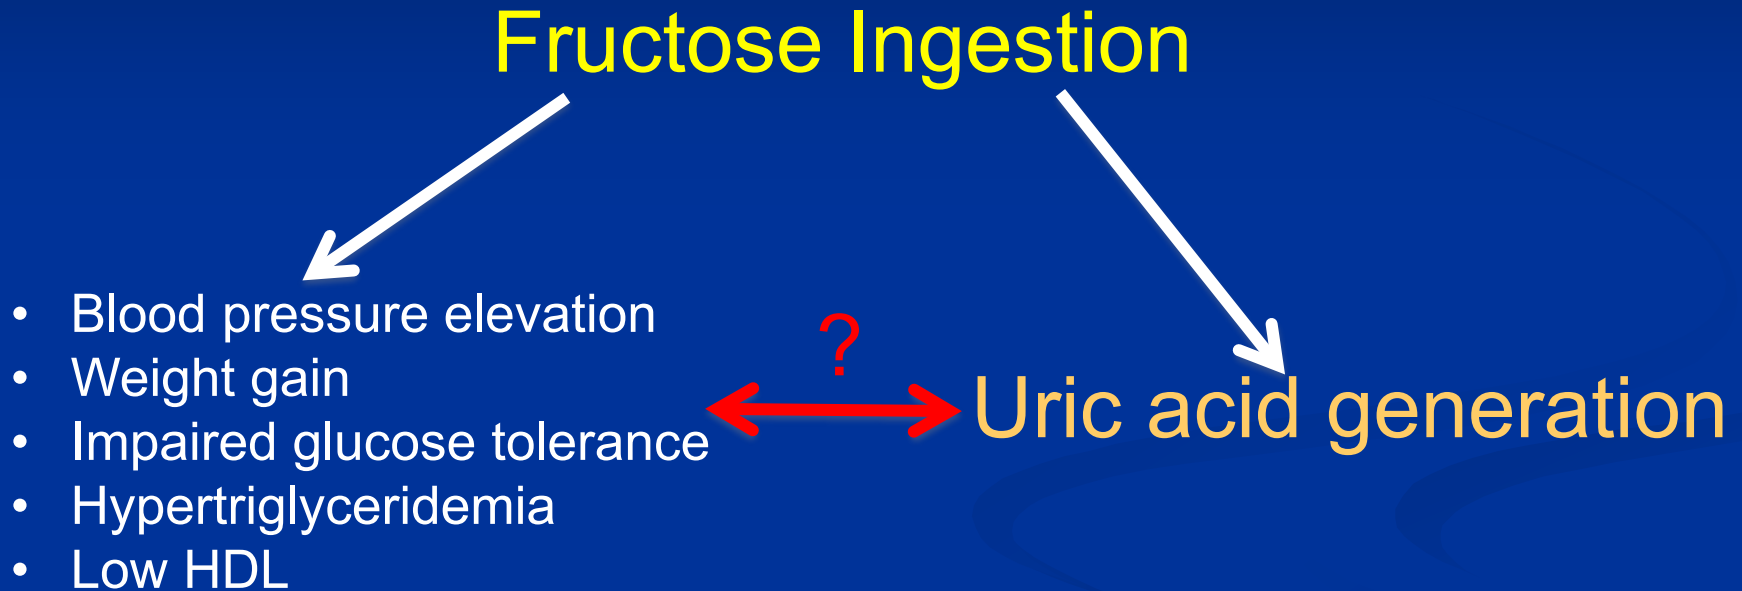 Fructose Ingestion
• Blood pressure elevation
• Weight gain
• Impaired glucose tolerance
• Hypertriglyceridemia
• Low HDL
?
Uric acid generation